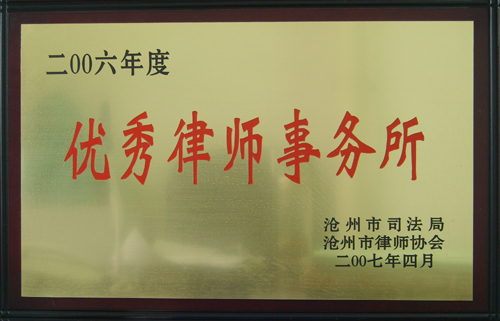 二00六年度
优秀律师事务所
沧州市司法局
沧州市律师协会
二00七年四月